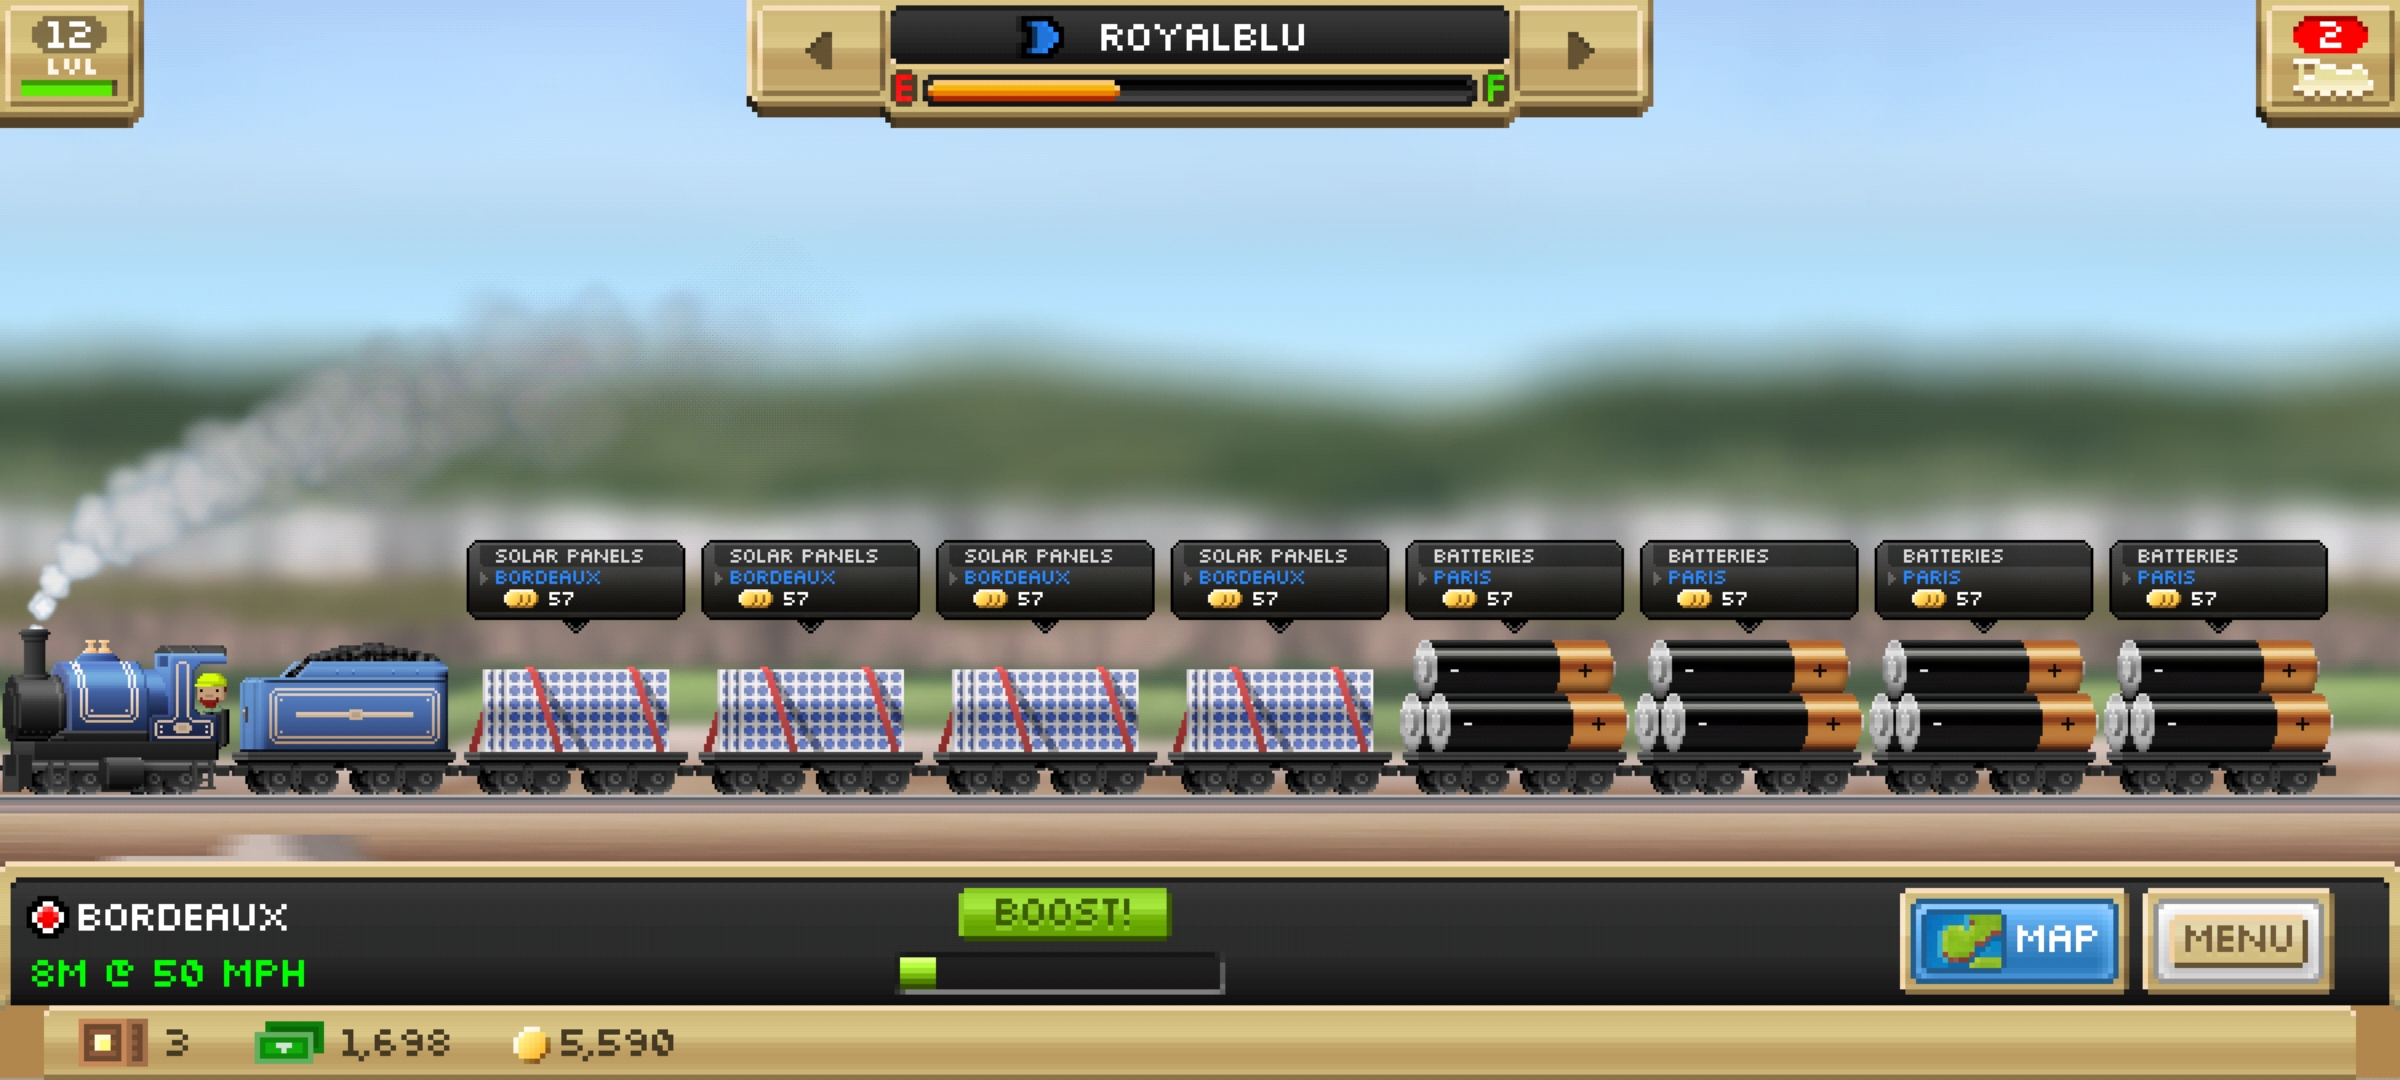 12
LVL
ROYALBLU
E F
2
SOLAR PANELS
BORDEAUX
57
SOLAR PANELS
BORDEAUX
57
SOLAR PANELS
BORDEAUX
57
SOLAR PANELS
BORDEAUX
57
BATTERIES
PARIS
57
BATTERIES
PARIS
57
BATTERIES
PARIS
57
BATTERIES
PARIS
57
- +
- +
- +
- +
- +
- +
- +
- +
BORDEAUX
8M @ 50 MPH
BOOST!
MAP
MENU
3 1,698 5,590